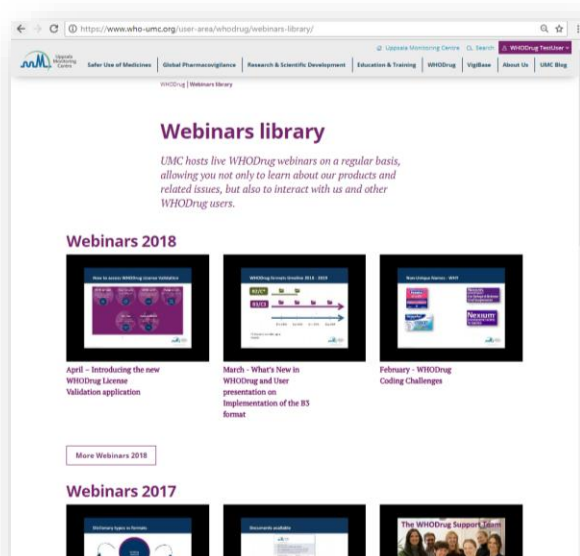 https://www.who-umc.org/user-area/whodrug/webinars-library/
Uppsala Monitoring Centre Search WHODrug TestUser
Uppsala
Monitoring
Centre
Safer Use of Medicines Global Pharmacovigilance Research & Scientific Development Education & Training WHODrug VigiBase About Us UMC Blog
WHODrug | Webinars library
Webinars library
UMC hosts live WHODrug webinars on a regular basis,
allowing you not only to learn about our products and
related issues, but also to interact with us and other
WHODrug users.
Webinars 2018
How to access WHODrug License Validation
WHODrug formats timeline 2018 - 2019
Non Unique Names - WHY
B3/C3
Nexium
Nexium
April – Introducing the new
WHODrug License
Validation application
March - What's New in
WHODrug and User
presentation on
Implementation of the B3
format
February - WHODrug
Coding Challenges
More Webinars 2018
Webinars 2017
Dictionary types vs formats
Documents available
The WHODrug Support Team